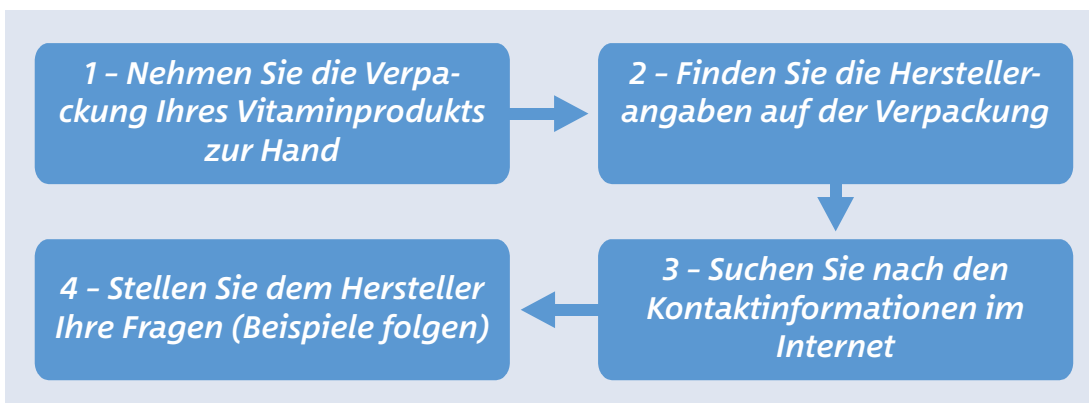 1 – Nehmen Sie die Verpa-
ckung Ihres Vitaminprodukts
zur Hand
2 – Finden Sie die Hersteller-
angaben auf der Verpackung
3 – Suchen Sie nach den
Kontaktinformationen im
Internet
4 – Stellen Sie dem Hersteller
Ihre Fragen (Beispiele folgen)